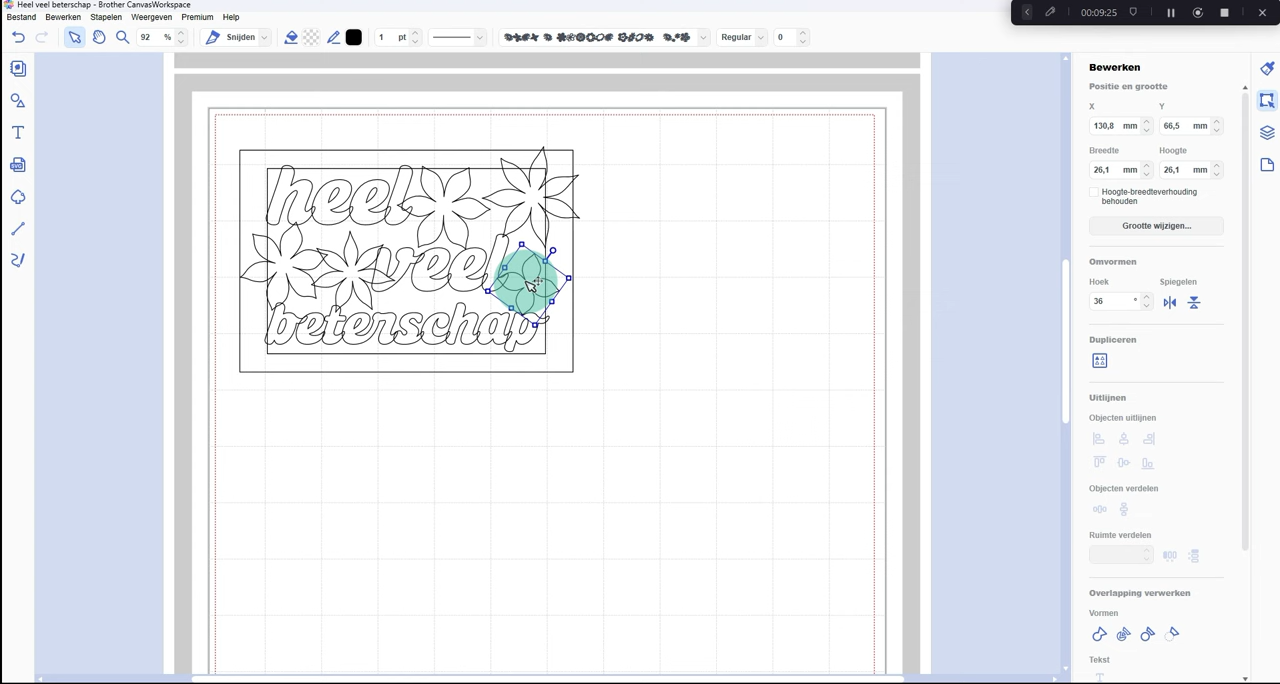 Heel veel beterschap - Brother CanvasWorkspace
00:09:25
Bestand Bewerken Stapelen Weergeven Premium Help
92 % Snijden 1 pt Regular 0
Bewerken
Positie en grootte
X Y
130,8 mm 66,5 mm
Breedte Hoogte
26,1 mm 26,1 mm
Hoogte-breedteverhouding
behouden
Grootte wijzigen...
Omvormen
Hoek Spiegelen
36 °
Dupliceren
Uitlijnen
Objecten uitlijnen
Objecten verdelen
Ruimte verdelen
Overlapping verwerken
Vormen
Tekst
heel
veel
beterschap